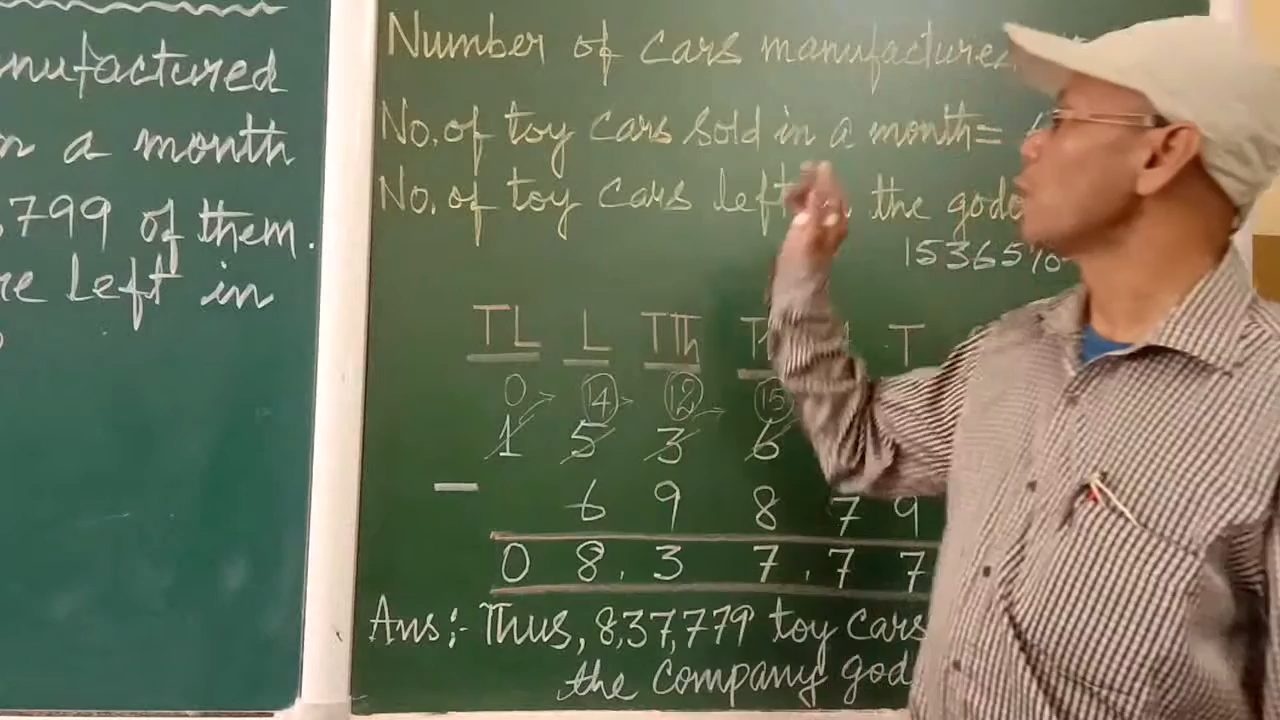 nufactured
n a month
,799 of them.
re Left in
Number of cars manufacture
No. of toy cars sold in a month=
No. of toy cars left the godo
15365
TL L TTh T
0 14 12 15
1 5 3 6
— 6 9 8 7 9
0 8, 3 7, 7 7
Ans:- Thus, 8,37,779 toy cars
the company god